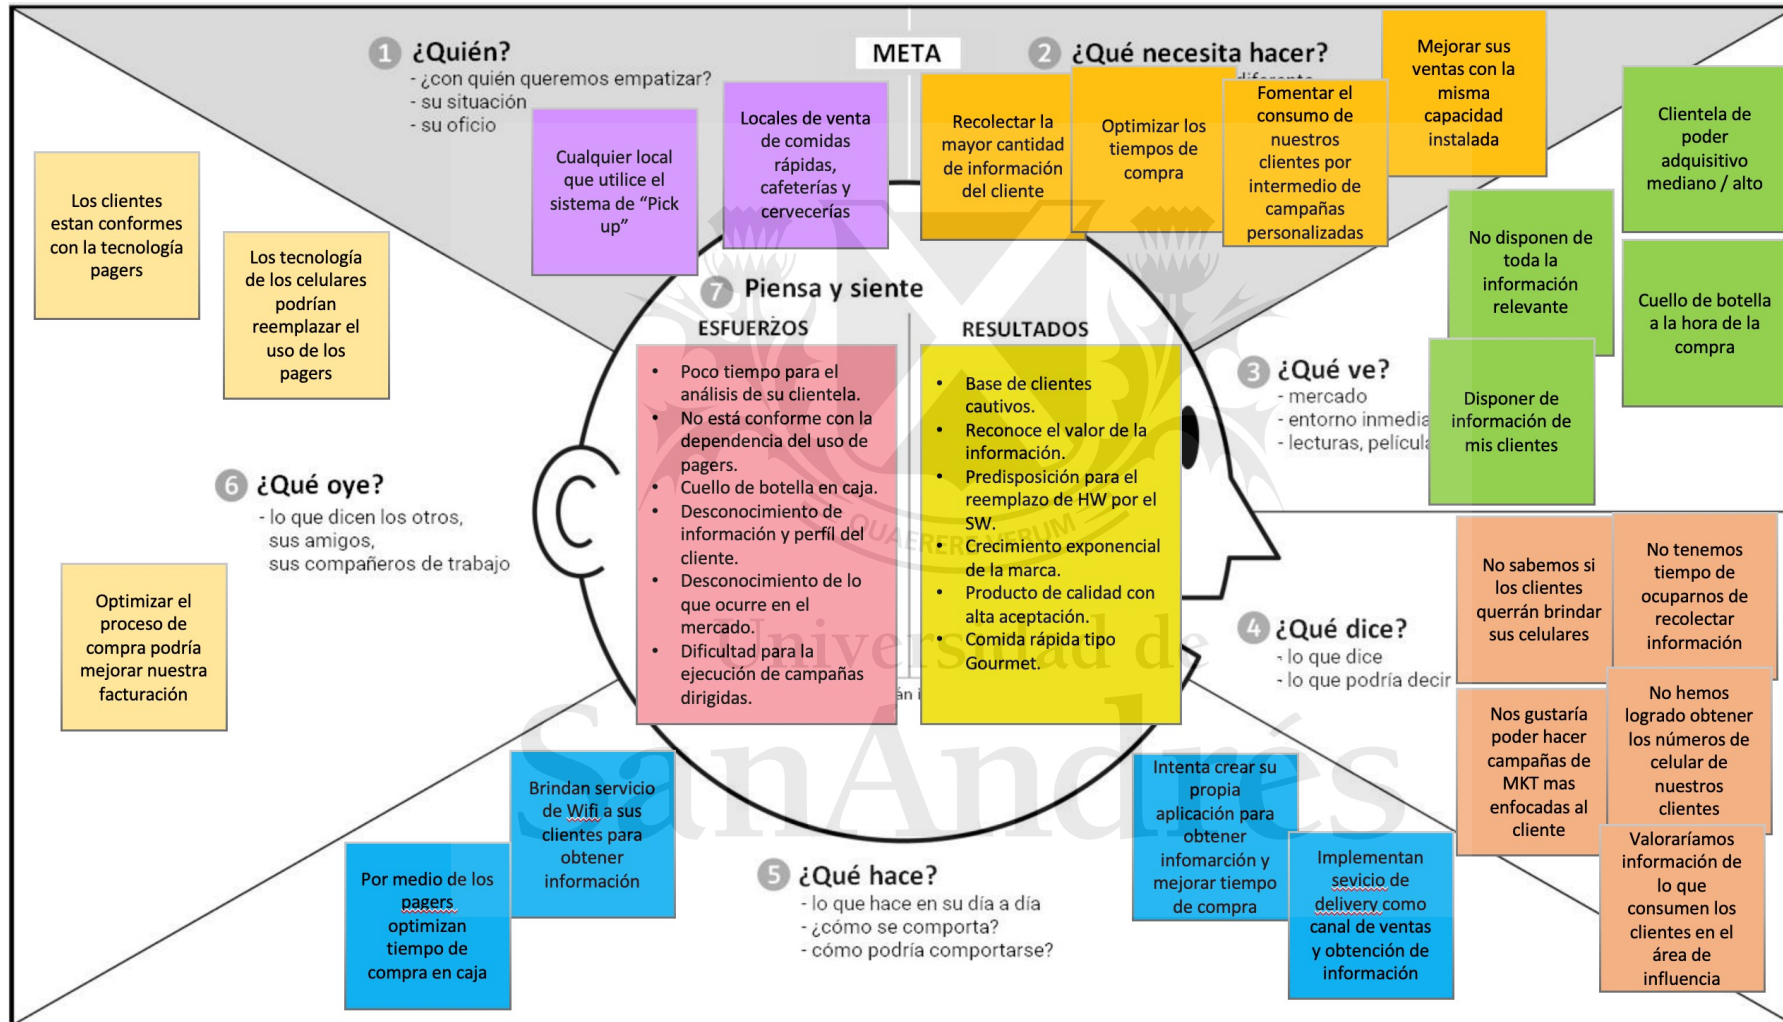 1 ¿Quién?
- ¿con quién queremos empatizar?
- su situación
- su oficio
META
2 ¿Qué necesita hacer?
diferente
Cualquier local
que utilice el
sistema de “Pick
up”
Locales de venta
de comidas
rápidas,
cafeterías y
cervecerías
Recolectar la
mayor cantidad
de información
del cliente
Optimizar los
tiempos de
compra
Fomentar el
consumo de
nuestros
clientes por
intermedio de
campañas
personalizadas
Mejorar sus
ventas con la
misma
capacidad
instalada
Clientela de
poder
adquisitivo
mediano / alto
No disponen de
toda la
información
relevante
Cuello de botella
a la hora de la
compra
3 ¿Qué ve?
- mercado
- entorno inmedia
- lecturas, película
Disponer de
información de
mis clientes
Los clientes
estan conformes
con la tecnología
pagers
Los tecnología
de los celulares
podrían
reemplazar el
uso de los
pagers
6 ¿Qué oye?
- lo que dicen los otros,
sus amigos,
sus compañeros de trabajo
Optimizar el
proceso de
compra podría
mejorar nuestra
facturación
7 Piensa y siente
ESFUERZOS
• Poco tiempo para el
análisis de su clientela.
• No está conforme con la
dependencia del uso de
pagers.
• Cuello de botella en caja.
• Desconocimiento de
información y perfíl del
cliente.
• Desconocimiento de lo
que ocurre en el
mercado.
• Dificultad para la
ejecución de campañas
dirigidas.
RESULTADOS
• Base de clientes
cautivos.
• Reconoce el valor de la
información.
• Predisposición para el
reemplazo de HW por el
SW.
• Crecimiento exponencial
de la marca.
• Producto de calidad con
alta aceptación.
• Comida rápida tipo
Gourmet.
4 ¿Qué dice?
- lo que dice
- lo que podría decir
No sabemos si
los clientes
querrán brindar
sus celulares
No tenemos
tiempo de
ocuparnos de
recolectar
información
Nos gustaría
poder hacer
campañas de
MKT mas
enfocadas al
cliente
No hemos
logrado obtener
los números de
celular de
nuestros
clientes
Valoraríamos
información de
lo que
consumen los
clientes en el
área de
influencia
5 ¿Qué hace?
- lo que hace en su día a día
- ¿cómo se comporta?
- cómo podría comportarse?
Por medio de los
pagers
optimizan
tiempo de
compra en caja
Brindan servicio
de Wifi a sus
clientes para
obtener
información
Intenta crear su
propia
aplicación para
obtener
infomarción y
mejorar tiempo
de compra
Implementan
sevicio de
delivery como
canal de ventas
y obtención de
información
QUAERERE VERUM
Universidad de
SanAndrés